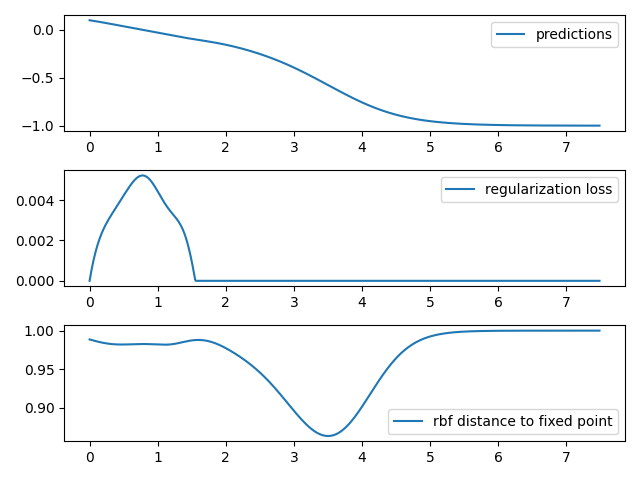 0.0
−0.5
−1.0
predictions
0 1 2 3 4 5 6 7
0.004
0.002
0.000
regularization loss
0 1 2 3 4 5 6 7
1.00
0.95
0.90
rbf distance to fixed point
0 1 2 3 4 5 6 7